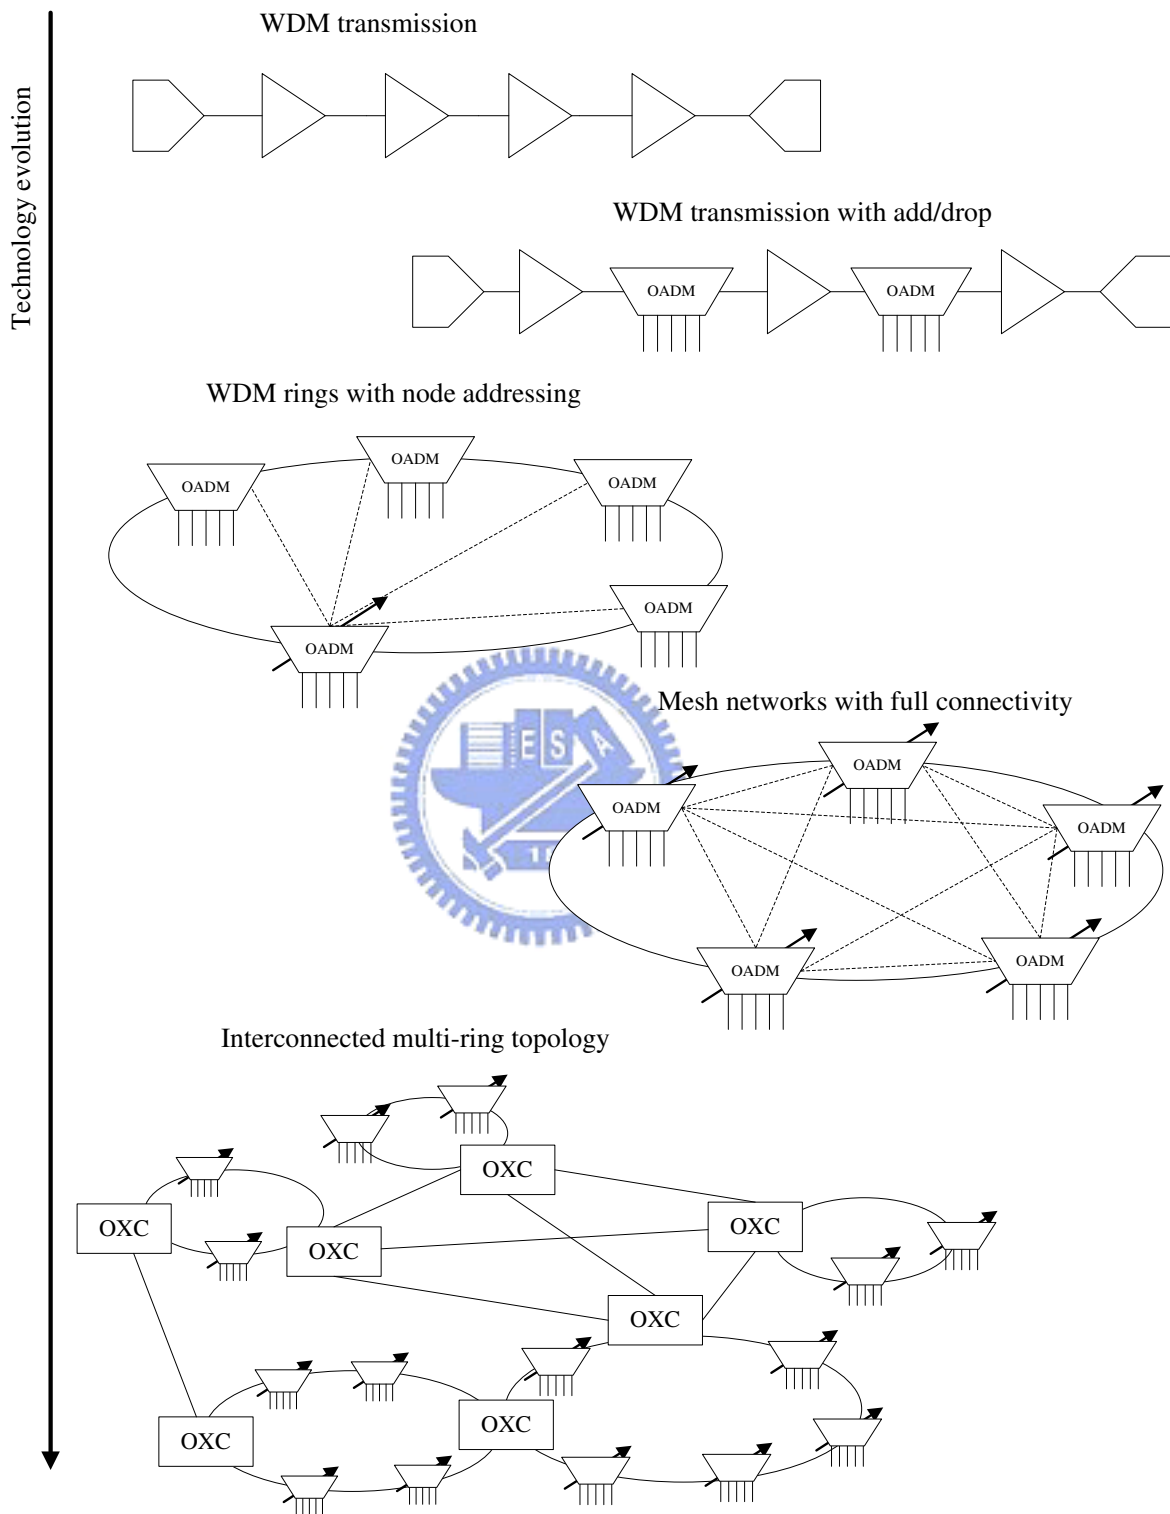 WDM transmission
Technology evolution
WDM transmission with add/drop
OADM
OADM
WDM rings with node addressing
OADM
OADM
OADM
OADM
OADM
E S A
Mesh networks with full connectivity
OADM
OADM
OADM
OADM
OADM
Interconnected multi-ring topology
OXC
OXC
OXC
OXC
OXC
OXC
OXC